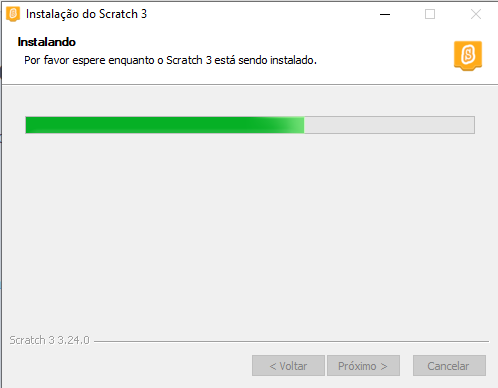 Instalação do Scratch 3
Instalando
Por favor espere enquanto o Scratch 3 está sendo instalado.
Scratch 3 3.24.0
< Voltar
Próximo >
Cancelar